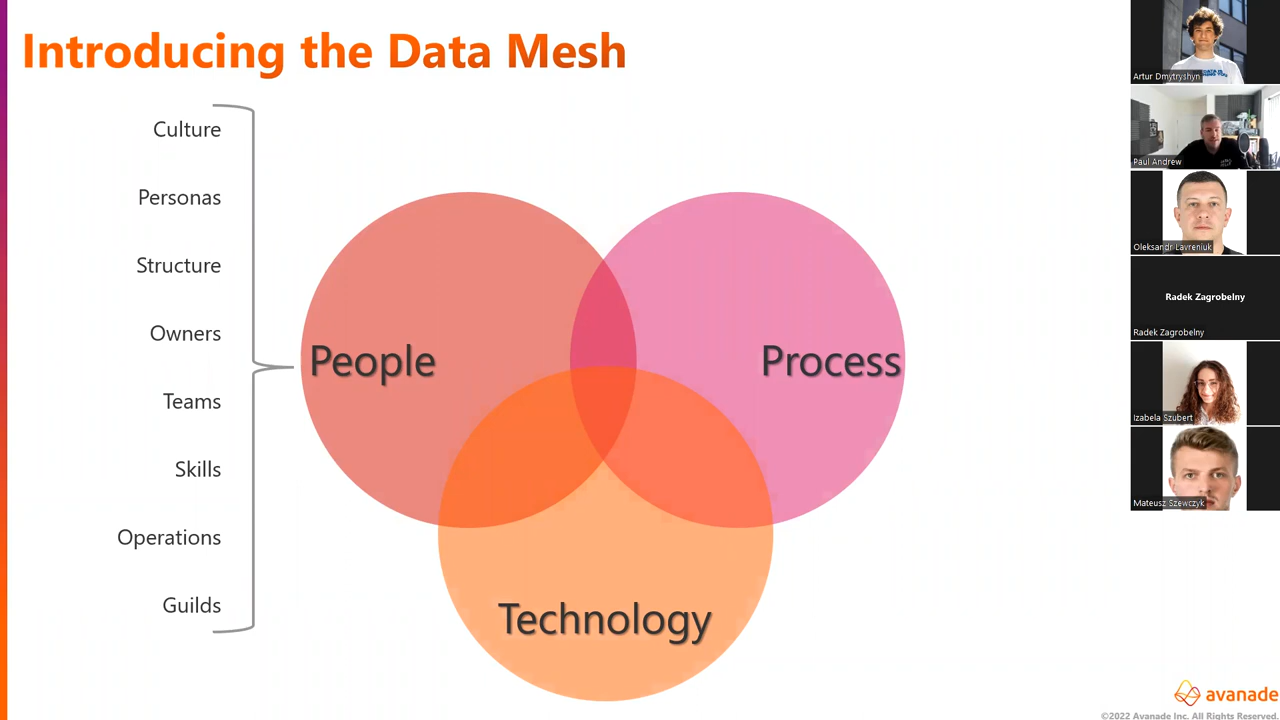 Introducing the Data Mesh
Culture
Personas
Structure
Owners
Teams
Skills
Operations
Guilds
People
Process
Technology
Artur Dmytryshyn
Paul Andrew
Oleksandr Lavreniuk
Radek Zagrobelny
Radek Zagrobelny
Izabela Szubert
Mateusz Szewczyk
avanade
©2022 Avanade Inc. All Rights Reserved.